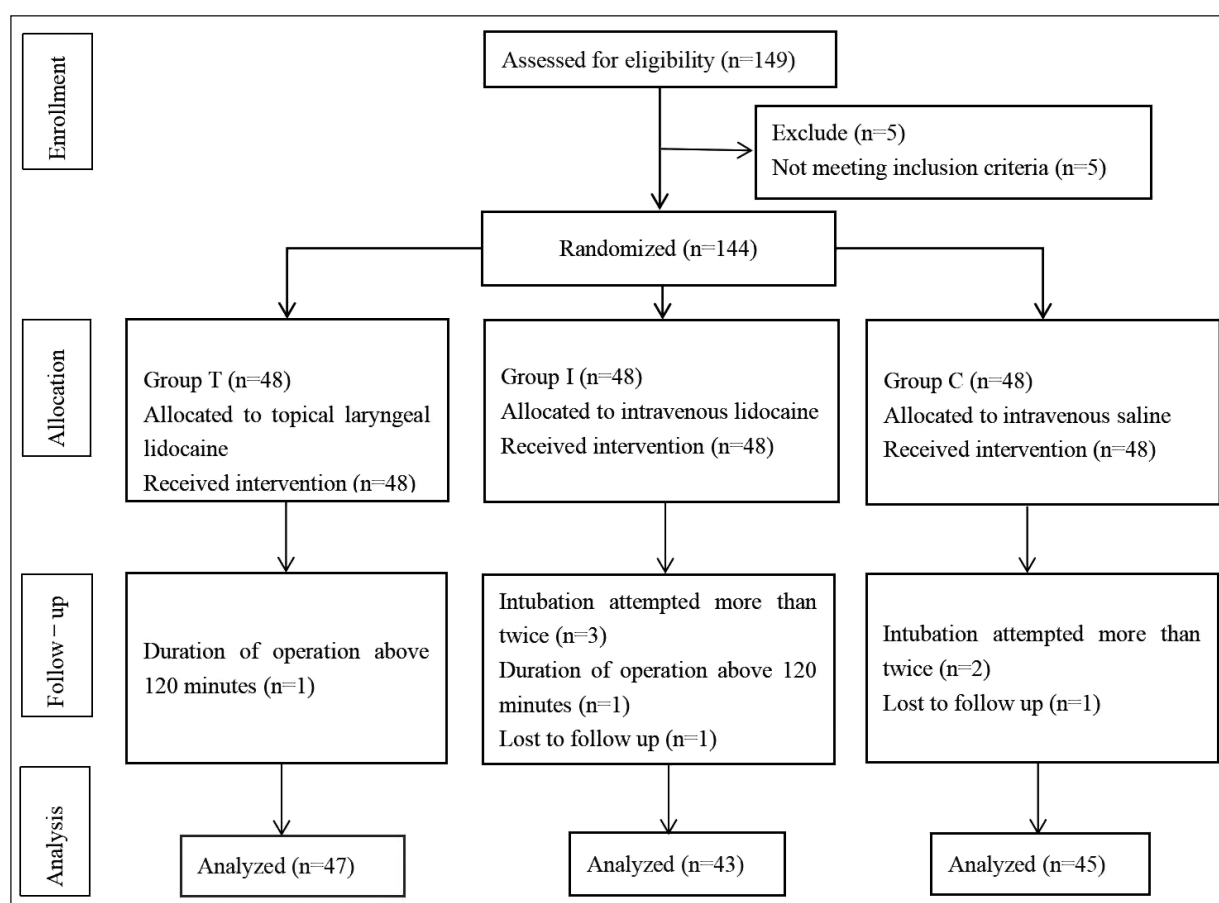 Enrollment
Assessed for eligibility (n=149)
Exclude (n=5)
Not meeting inclusion criteria (n=5)
Randomized (n=144)
Allocation
Group T (n=48)
Allocated to topical laryngeal
lidocaine
Received intervention (n=48)
Group I (n=48)
Allocated to intravenous lidocaine
Received intervention (n=48)
Group C (n=48)
Allocated to intravenous saline
Received intervention (n=48)
Follow-up
Duration of operation above
120 minutes (n=1)
Intubation attempted more than
twice (n=3)
Duration of operation above 120
minutes (n=1)
Lost to follow up (n=1)
Intubation attempted more than
twice (n=2)
Lost to follow up (n=1)
Analysis
Analyzed (n=47)
Analyzed (n=43)
Analyzed (n=45)